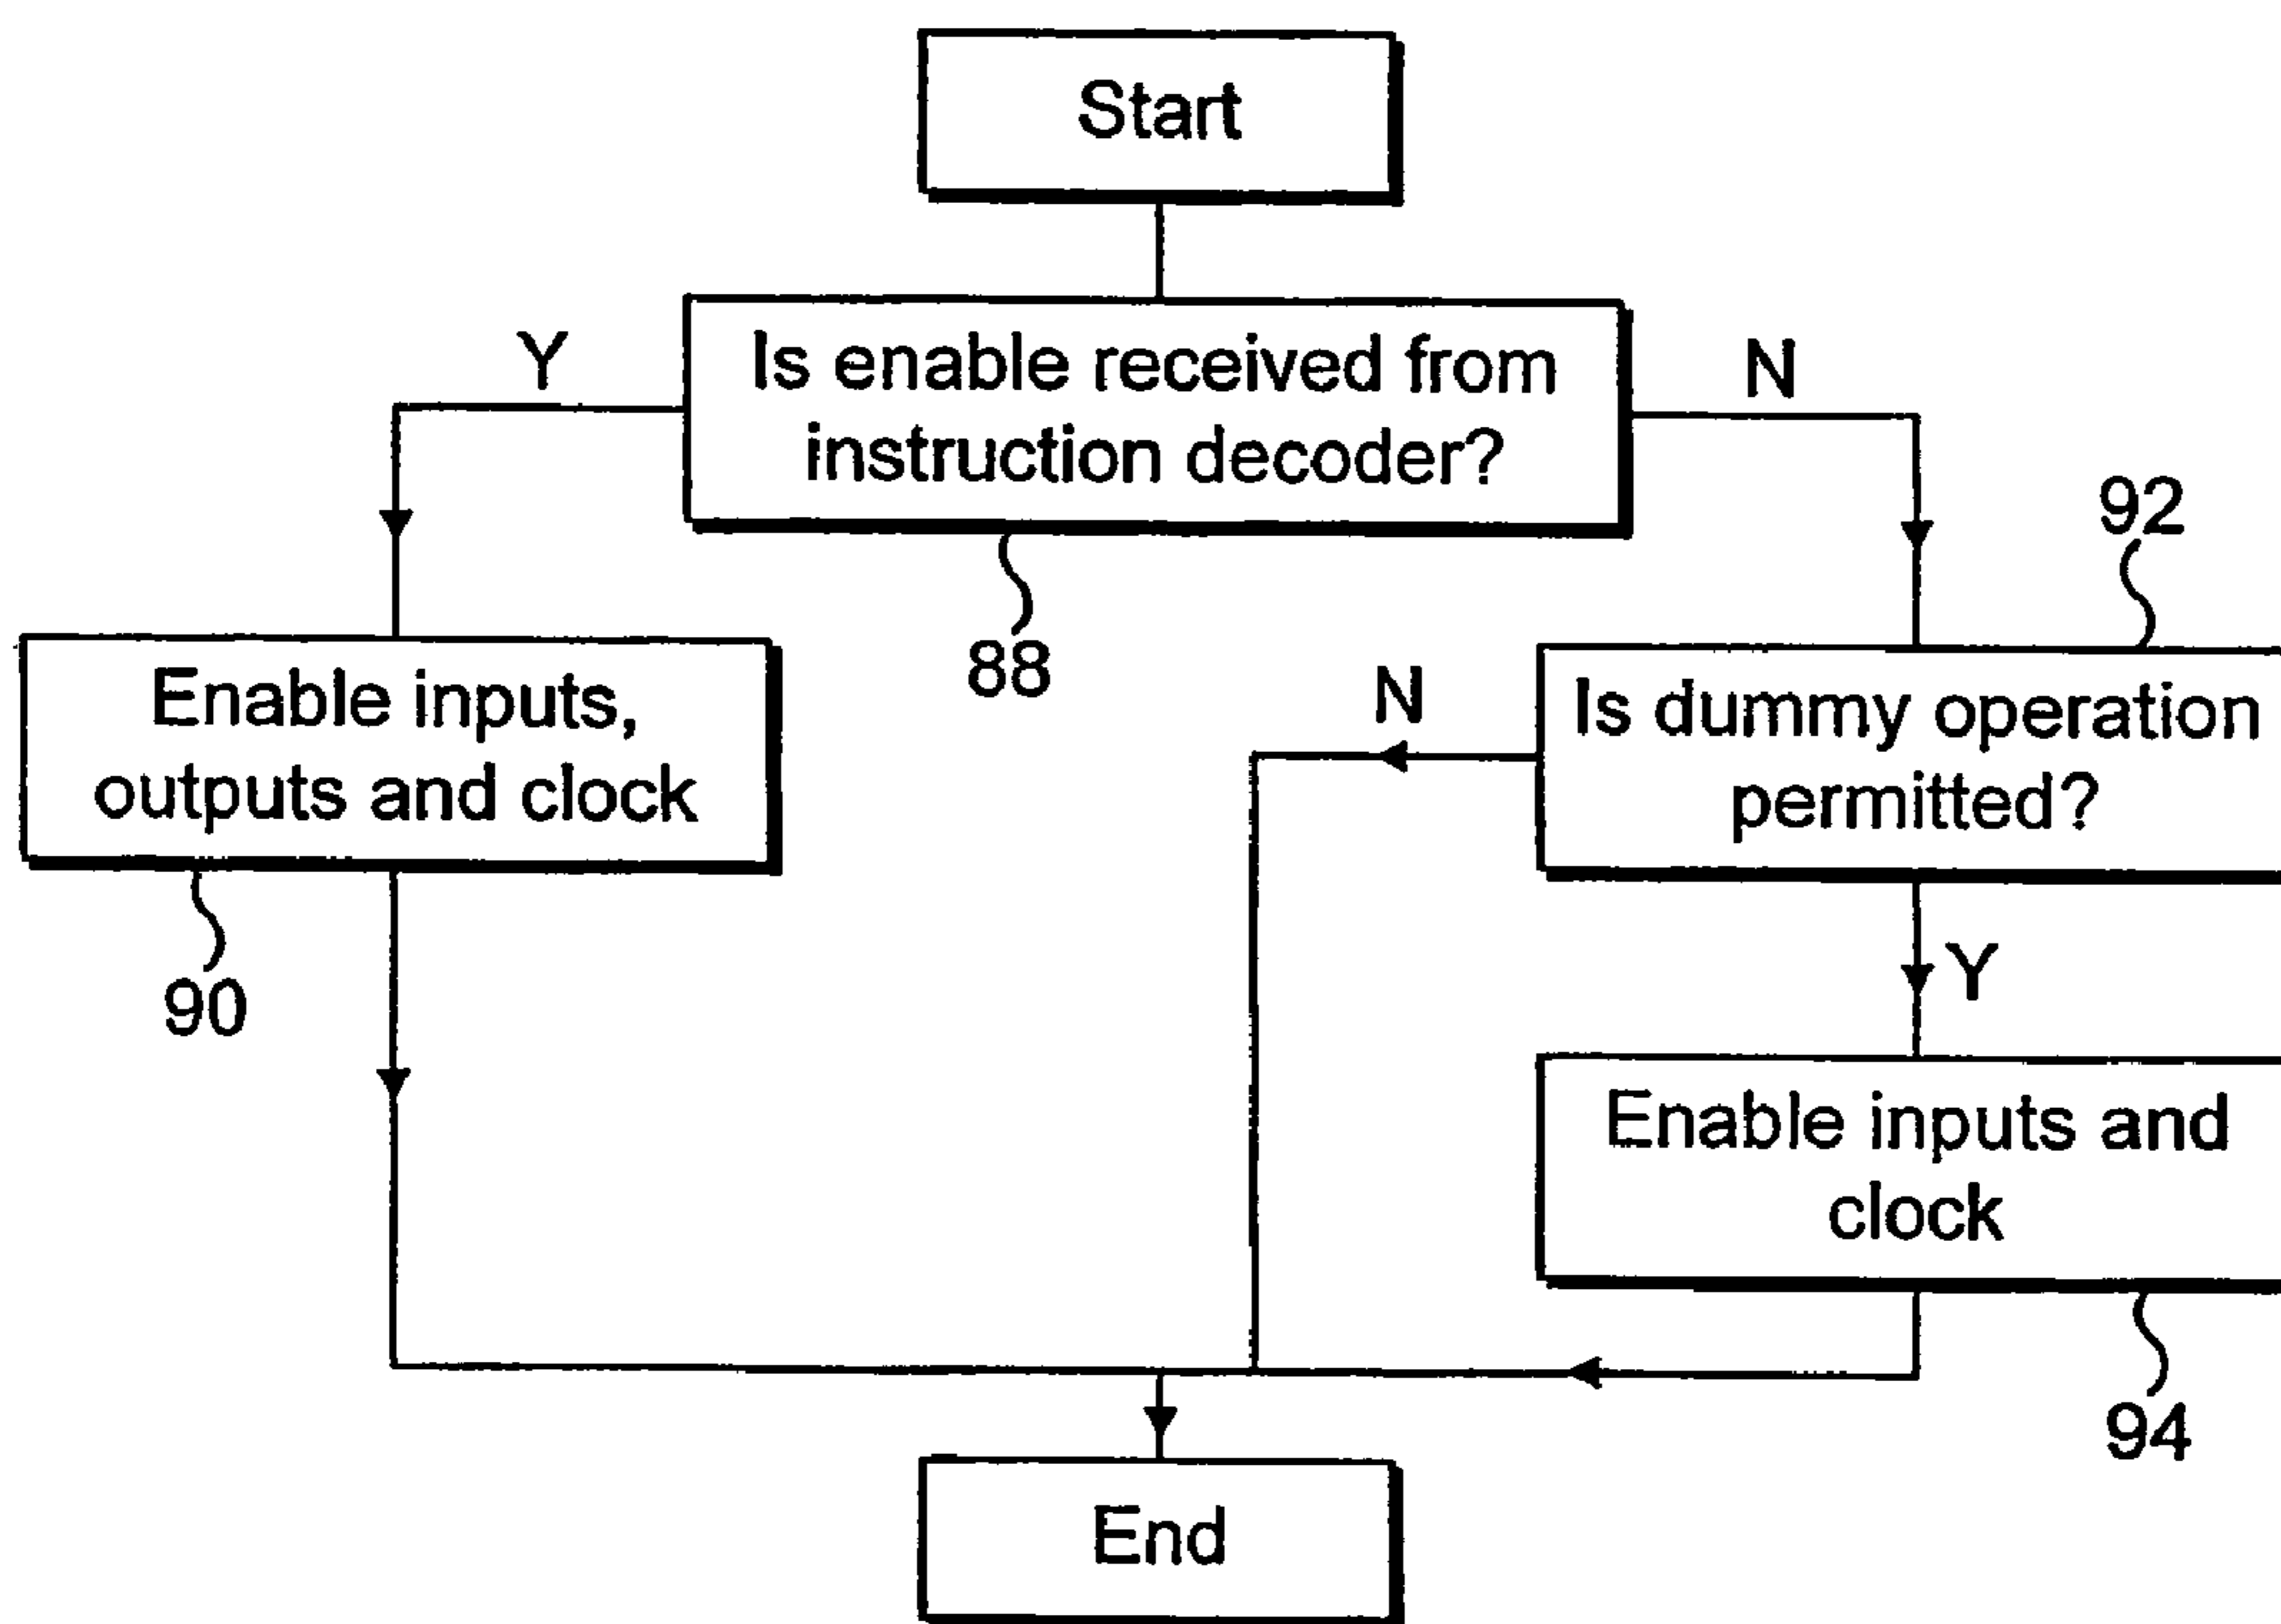 Start
Y
Is enable received from
instruction decoder?
N
92
88
Enable inputs,
outputs and clock
N
Is dummy operation
permitted?
90
Y
Enable inputs and
clock
94
End